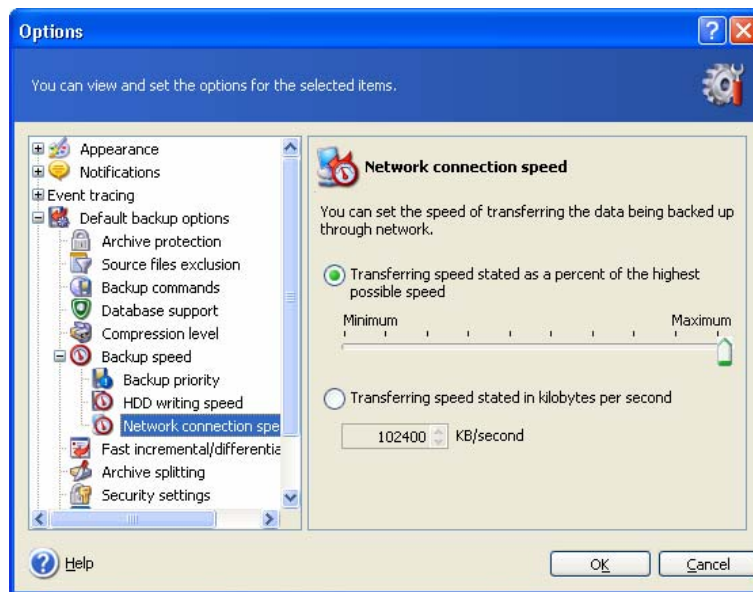 Options
You can view and set the options for the selected items.
Appearance
Notifications
Event tracing
Default backup options
Archive protection
Source files exclusion
Backup commands
Database support
Compression level
Backup speed
Backup priority
HDD writing speed
Network connection spe
Fast incremental/differentia
Archive splitting
Security settings
Network connection speed
You can set the speed of transferring the data being backed up
through network.
Transferring speed stated as a percent of the highest
possible speed
Minimum Maximum
Transferring speed stated in kilobytes per second
102400 KB/second
Help
OK
Cancel